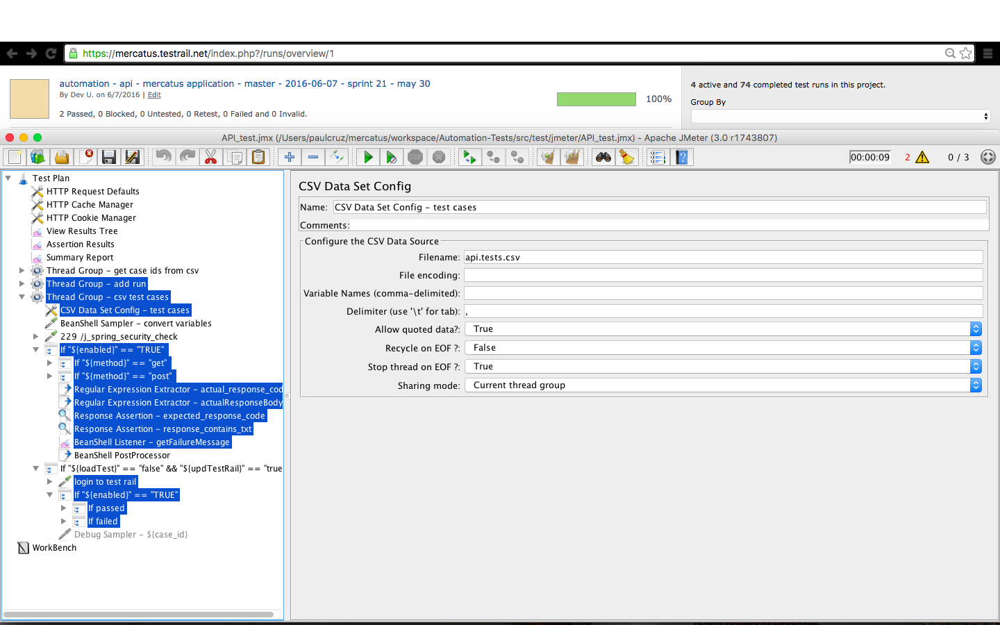 https://mercatus.testrail.net/index.php?/runs/overview/1
automation - api - mercatus application - master - 2016-06-07 - sprint 21 - may 30
By Dev U. on 6/7/2016 | Edit
2 Passed, 0 Blocked, 0 Untested, 0 Retest, 0 Failed and 0 Invalid.
100%
4 active and 74 completed test runs in this project.
Group By
API_test.jmx (/Users/paulcruz/mercatus/workspace/Automation-Tests/src/test/jmeter/API_test.jmx) - Apache JMeter (3.0 r1743807)
00:00:09
2
0 / 3
Test Plan
HTTP Request Defaults
HTTP Cache Manager
HTTP Cookie Manager
View Results Tree
Assertion Results
Summary Report
Thread Group - get case ids from csv
Thread Group - add run
Thread Group - csv test cases
CSV Data Set Config - test cases
BeanShell Sampler - convert variables
229 /j_spring_security_check
If "${enabled}" == "TRUE"
If "${method}" == "get"
If "${method}" == "post"
Regular Expression Extractor - actual_response_cod
Regular Expression Extractor - actualResponseBody
Response Assertion - expected_response_code
Response Assertion - response_contains_txt
BeanShell Listener - getFailureMessage
BeanShell PostProcessor
If "${loadTest}" == "false" && "${updTestRail}" == "true
login to test rail
If "${enabled}" == "TRUE"
If passed
If failed
Debug Sampler - ${case_id}
WorkBench
CSV Data Set Config
Name: CSV Data Set Config - test cases
Comments:
Configure the CSV Data Source
Filename: api.tests.csv
File encoding:
Variable Names (comma-delimited):
Delimiter (use '\t' for tab): ,
Allow quoted data?: True
Recycle on EOF ?: False
Stop thread on EOF ?: True
Sharing mode: Current thread group